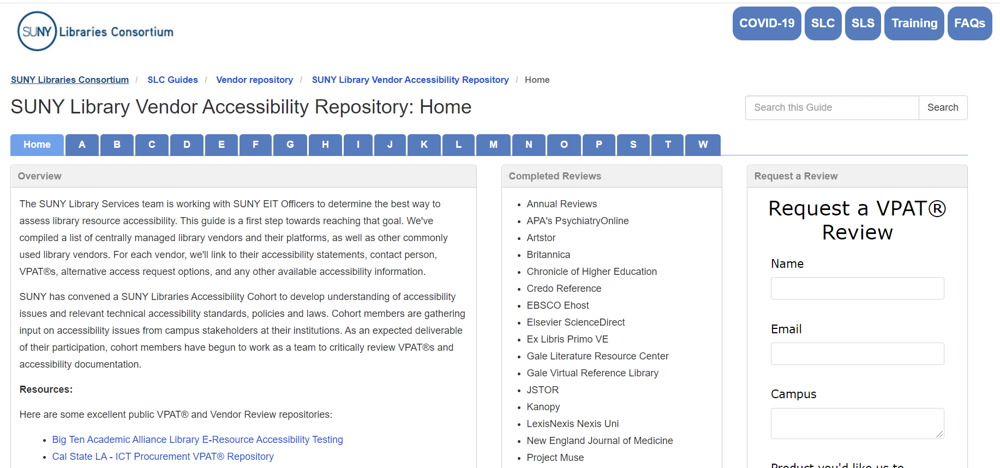 SUNY Libraries Consortium
COVID-19 SLC SLS Training FAQs
SUNY Libraries Consortium / SLC Guides / Vendor repository / SUNY Library Vendor Accessibility Repository / Home
SUNY Library Vendor Accessibility Repository: Home
Search this Guide Search
Home A B C D E F G H I J K L M N O P S T W
Overview
The SUNY Library Services team is working with SUNY EIT Officers to determine the best way to
assess library resource accessibility. This guide is a first step towards reaching that goal. We've
compiled a list of centrally managed library vendors and their platforms, as well as other commonly
used library vendors. For each vendor, we'll link to their accessibility statements, contact person,
VPAT®s, alternative access request options, and any other available accessibility information.
SUNY has convened a SUNY Libraries Accessibility Cohort to develop understanding of accessibility
issues and relevant technical accessibility standards, policies and laws. Cohort members are gathering
input on accessibility issues from campus stakeholders at their institutions. As an expected deliverable
of their participation, cohort members have begun to work as a team to critically review VPAT®s and
accessibility documentation.
Resources:
Here are some excellent public VPAT® and Vendor Review repositories:
• Big Ten Academic Alliance Library E-Resource Accessibility Testing
• Cal State LA - ICT Procurement VPAT® Repository
Completed Reviews
• Annual Reviews
• APA's PsychiatryOnline
• Artstor
• Britannica
• Chronicle of Higher Education
• Credo Reference
• EBSCO Ehost
• Elsevier ScienceDirect
• Ex Libris Primo VE
• Gale Literature Resource Center
• Gale Virtual Reference Library
• JSTOR
• Kanopy
• LexisNexis Nexis Uni
• New England Journal of Medicine
• Project Muse
Request a Review
Request a VPAT®
Review
Name
Email
Campus
Product you'd like us to